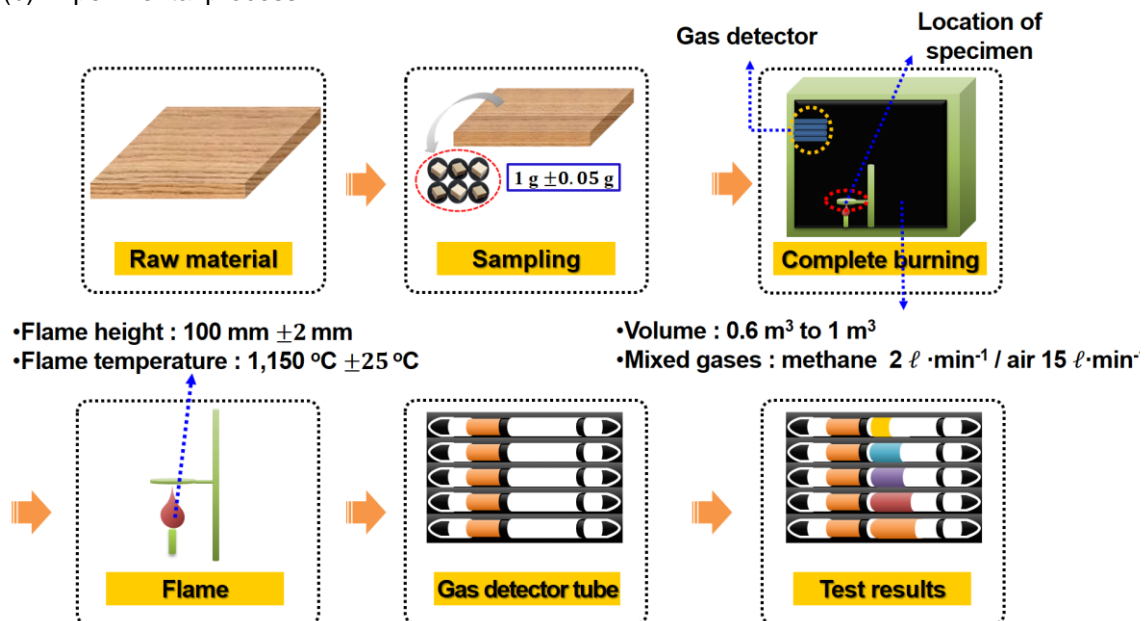 Gas detector
Location of
specimen
1 g ±0.05 g
Raw material
Sampling
Complete burning
•Flame height : 100 mm ±2 mm
•Flame temperature : 1,150 ºC ±25 ºC
•Volume : 0.6 m³ to 1 m³
•Mixed gases : methane 2 ℓ ·min⁻¹ / air 15 ℓ·min⁻
Flame
Gas detector tube
Test results